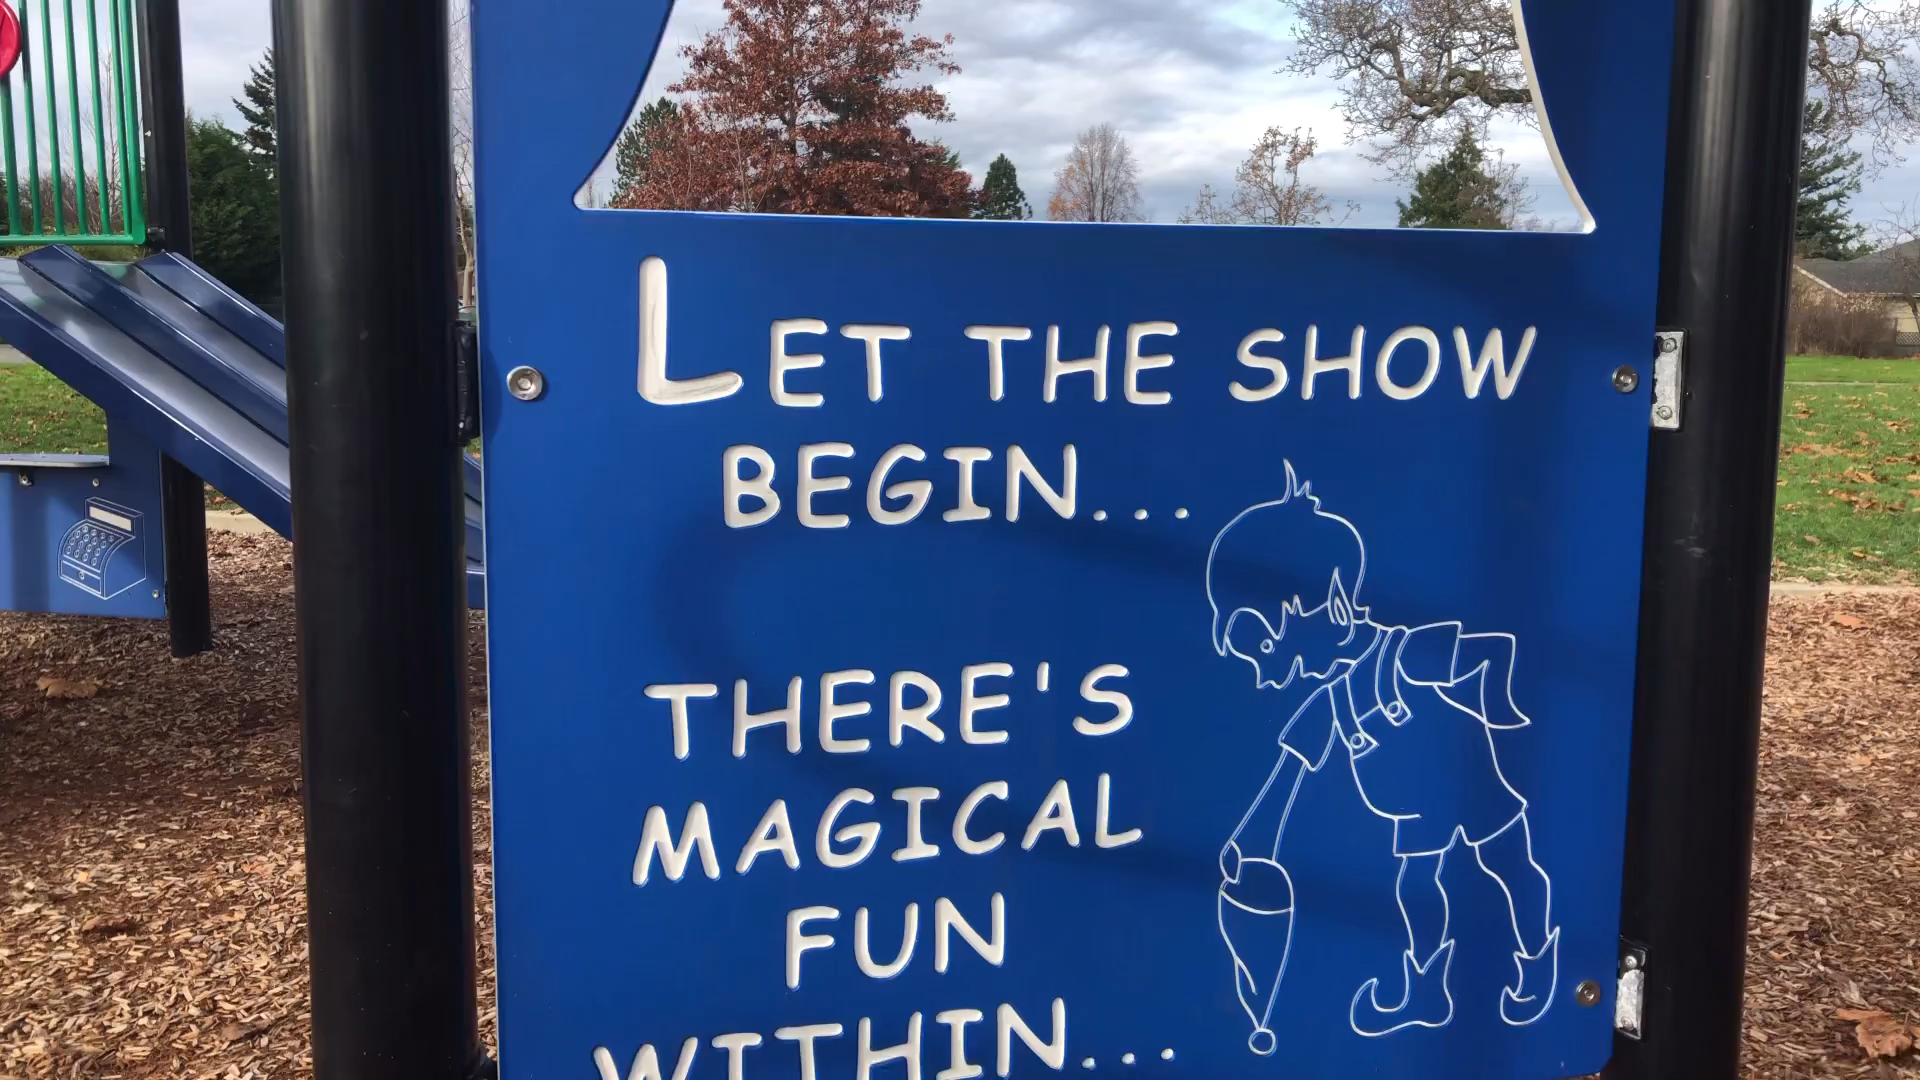 LET THE SHOW
BEGIN...
THERE'S
MAGICAL
FUN
WITHIN...